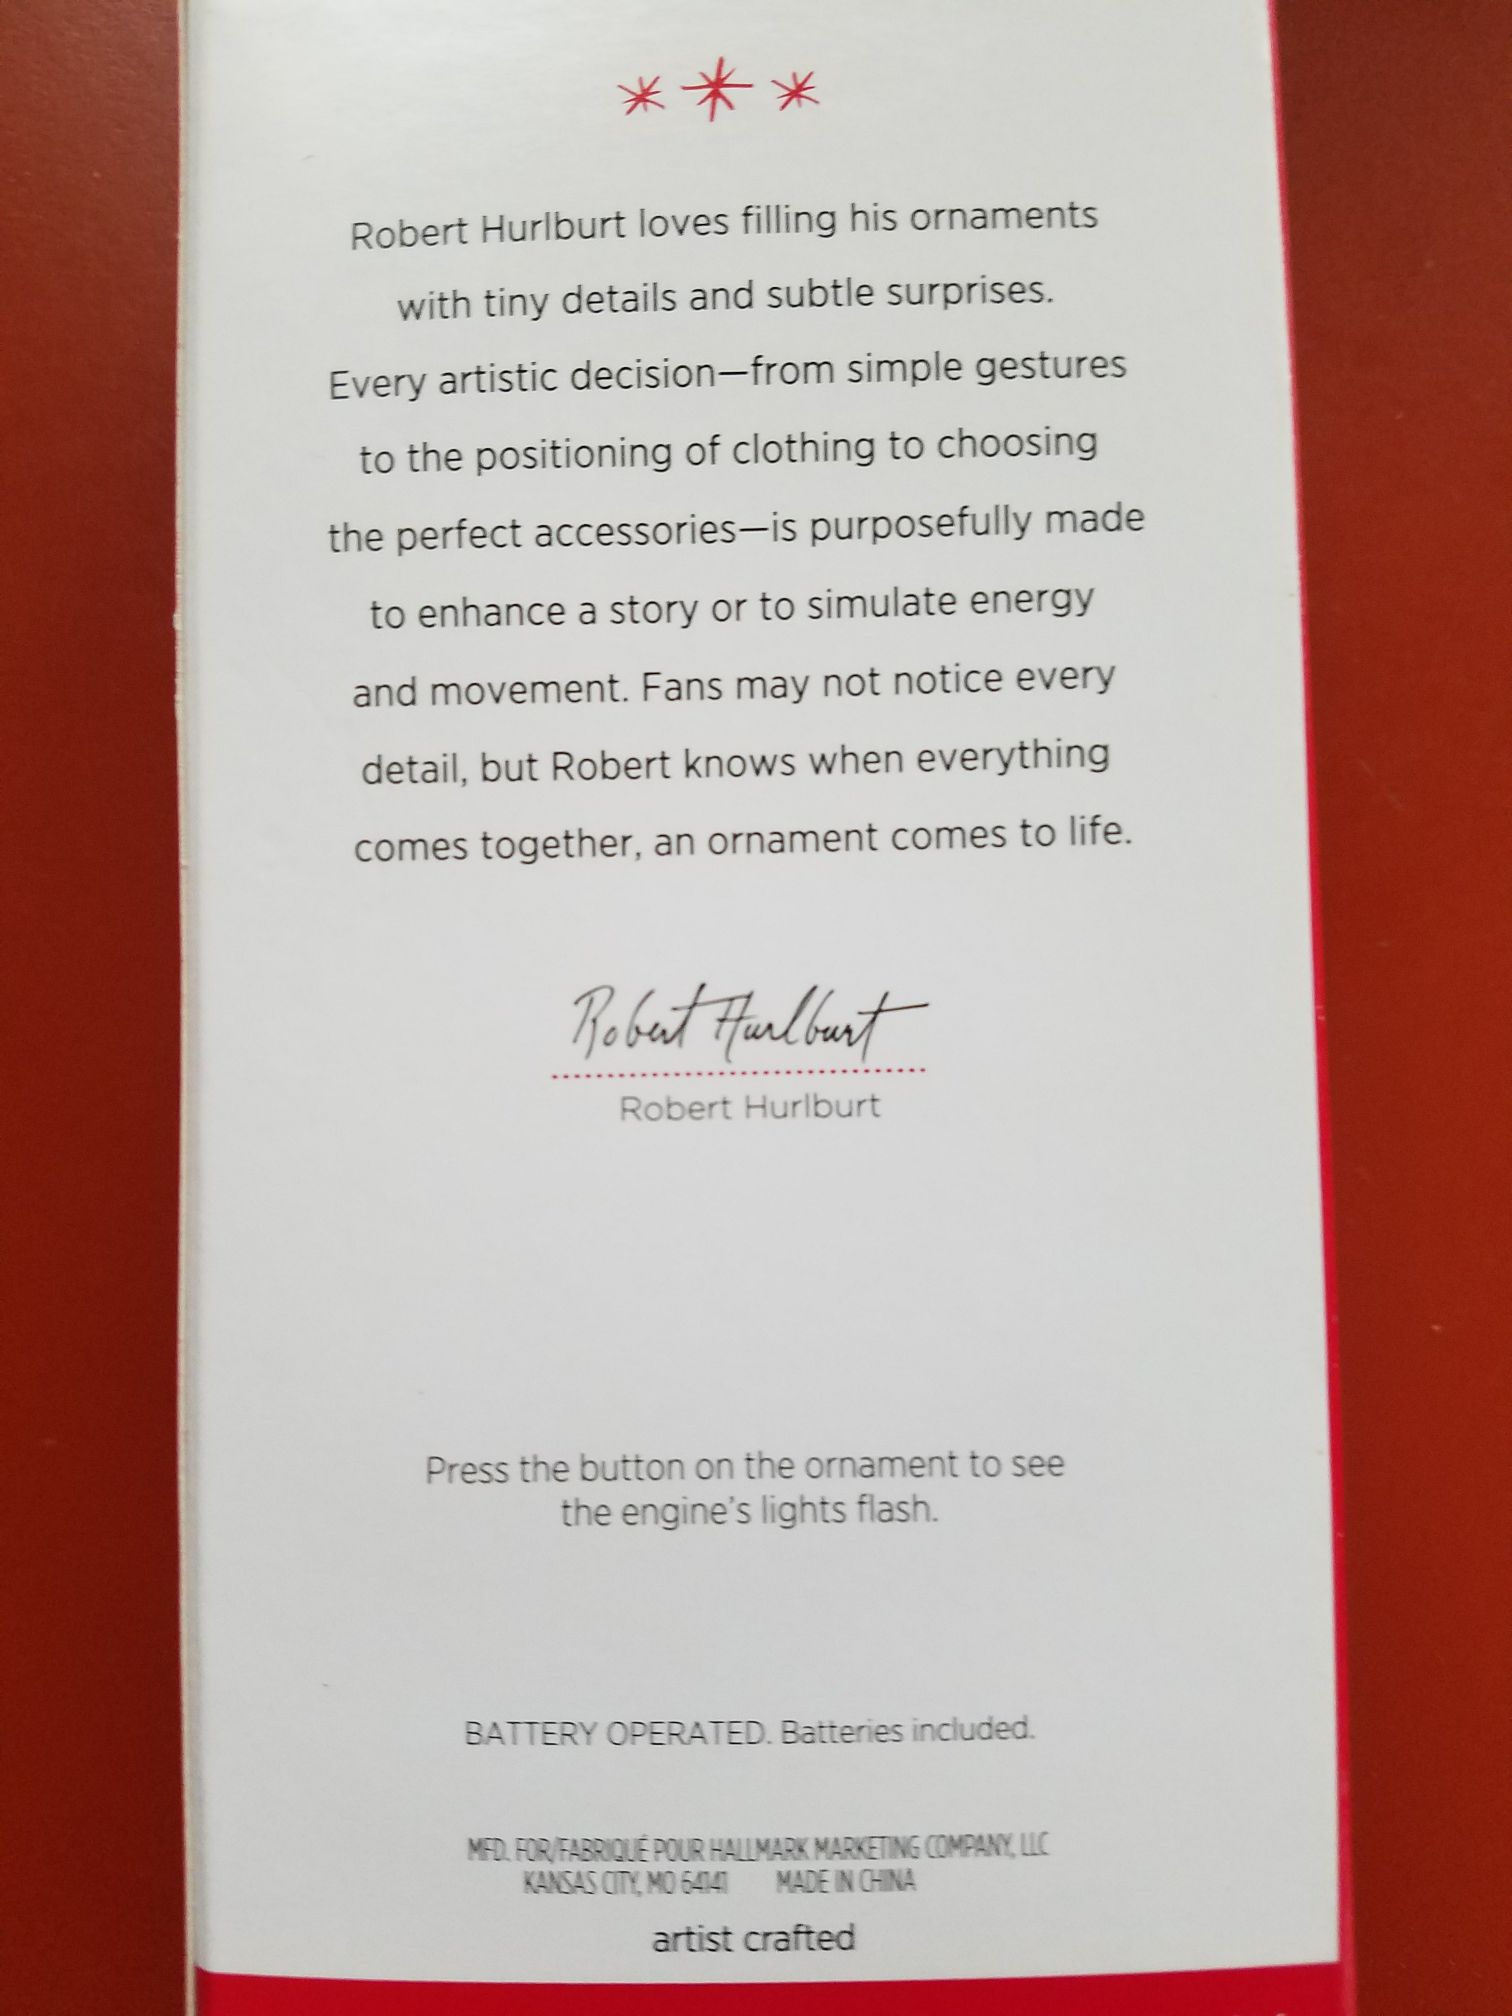 Robert Hurlburt loves filling his ornaments
with tiny details and subtle surprises.
Every artistic decision—from simple gestures
to the positioning of clothing to choosing
the perfect accessories—is purposefully made
to enhance a story or to simulate energy
and movement. Fans may not notice every
detail, but Robert knows when everything
comes together, an ornament comes to life.
Robert Hurlburt
Robert Hurlburt
Press the button on the ornament to see
the engine's lights flash.
BATTERY OPERATED. Batteries included.
MFD. FOR/FABRIQUÉ POUR HALLMARK MARKETING COMPANY, LLC
KANSAS CITY, MO 64141 MADE IN CHINA
artist crafted